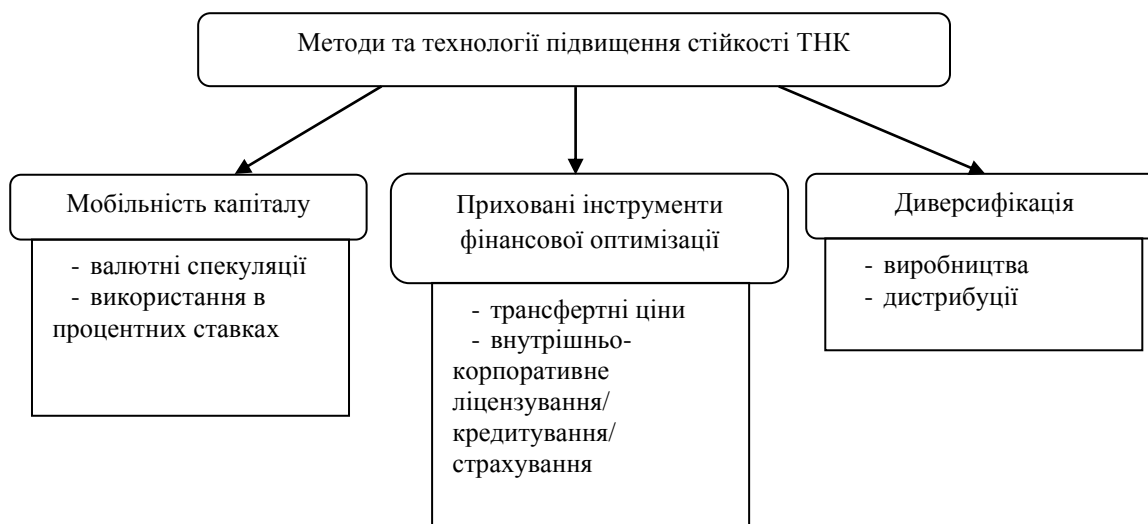 Методи та технології підвищення стійкості ТНК
Мобільність капіталу
- валютні спекуляції
- використання в
процентних ставках
Приховані інструменти
фінансової оптимізації
- трансфертні ціни
- внутрішньо-
корпоративне
ліцензування/
кредитування/
страхування
Диверсифікація
- виробництва
- дистрибуції